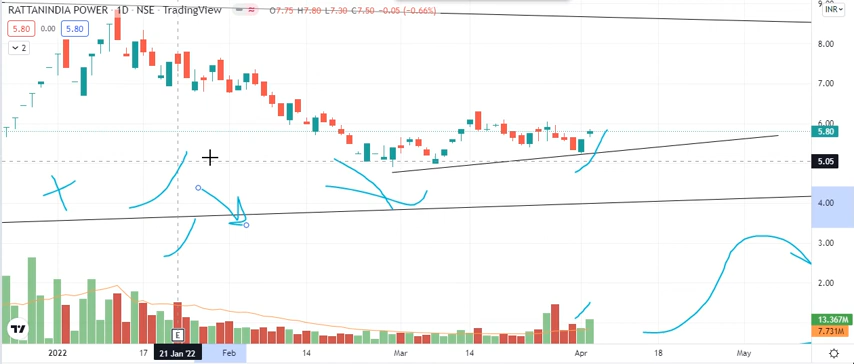 RATTANINDIA POWER · 1D · NSE · TradingView O7.75 H7.80 L7.30 C7.50 −0.05 (−0.66%) INR
5.80 0.00 5.80
2
9.00
8.00
7.00
6.00
5.80
5.05
4.00
3.00
2.00
13.367M
7.731M
E
2022 17 21 Jan '22 Feb 14 Mar 14 Apr 18 May